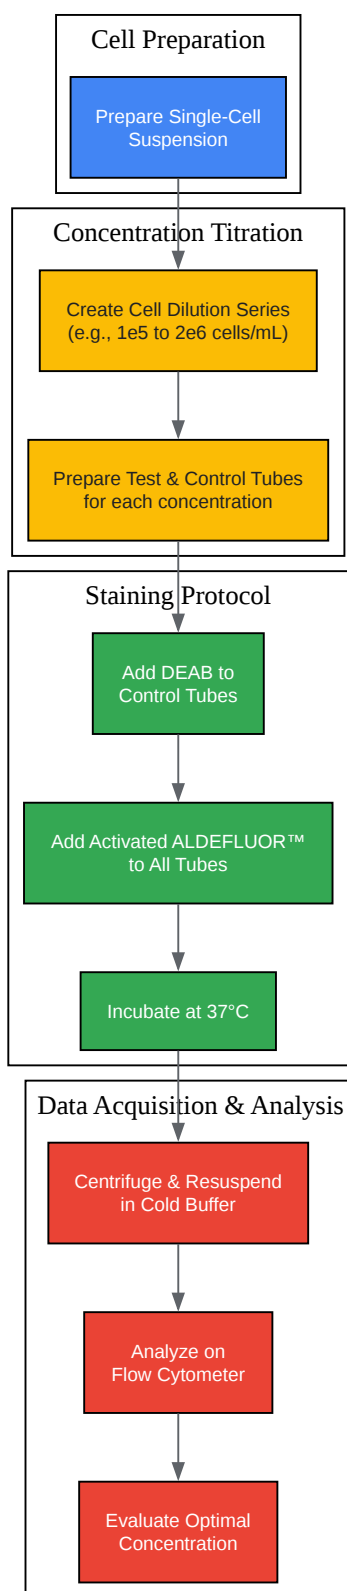 Cell Preparation
Prepare Single-Cell
Suspension
Concentration Titration
Create Cell Dilution Series
(e.g., 1e5 to 2e6 cells/mL)
Prepare Test & Control Tubes
for each concentration
Staining Protocol
Add DEAB to
Control Tubes
Add Activated ALDEFLUOR™
to All Tubes
Incubate at 37°C
Data Acquisition & Analysis
Centrifuge & Resuspend
in Cold Buffer
Analyze on
Flow Cytometer
Evaluate Optimal
Concentration